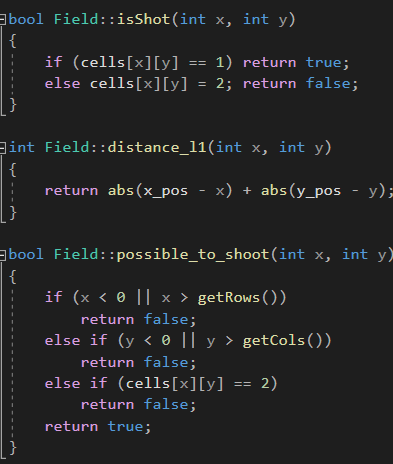 bool Field::isShot(int x, int y)
{
    if (cells[x][y] == 1) return true;
    else cells[x][y] = 2; return false;
}
int Field::distance_l1(int x, int y)
{
    return abs(x_pos - x) + abs(y_pos - y);
}
bool Field::possible_to_shoot(int x, int y)
{
    if (x < 0 || x > getRows())
        return false;
    else if (y < 0 || y > getCols())
        return false;
    else if (cells[x][y] == 2)
        return false;
    return true;
}